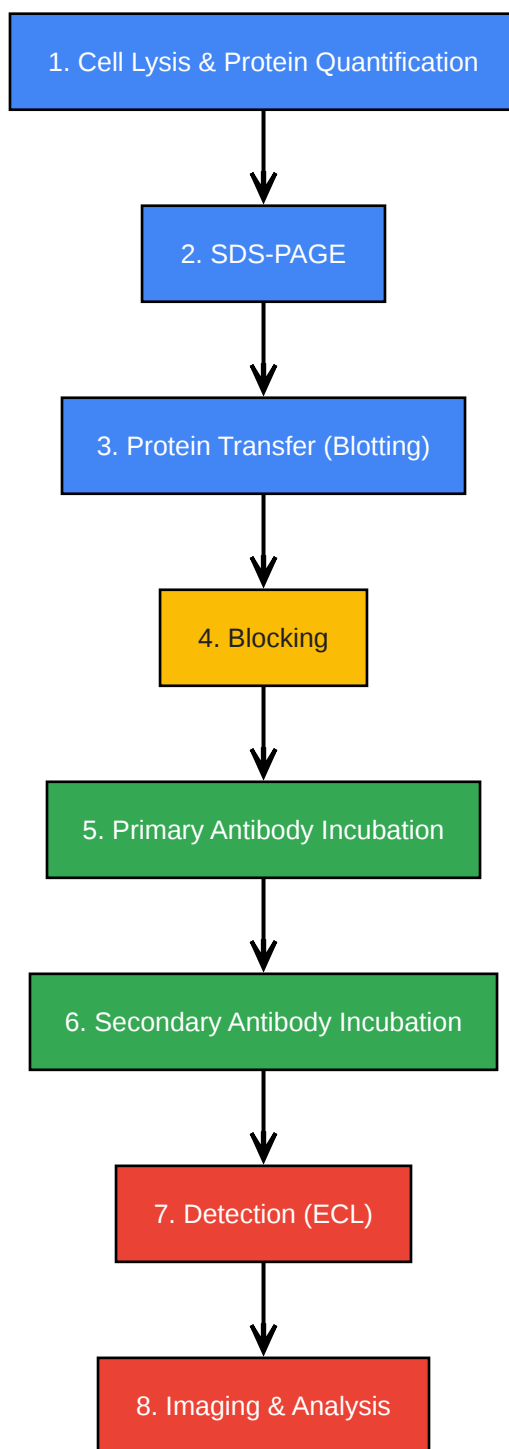 1. Cell Lysis & Protein Quantification
2. SDS-PAGE
3. Protein Transfer (Blotting)
4. Blocking
5. Primary Antibody Incubation
6. Secondary Antibody Incubation
7. Detection (ECL)
8. Imaging & Analysis